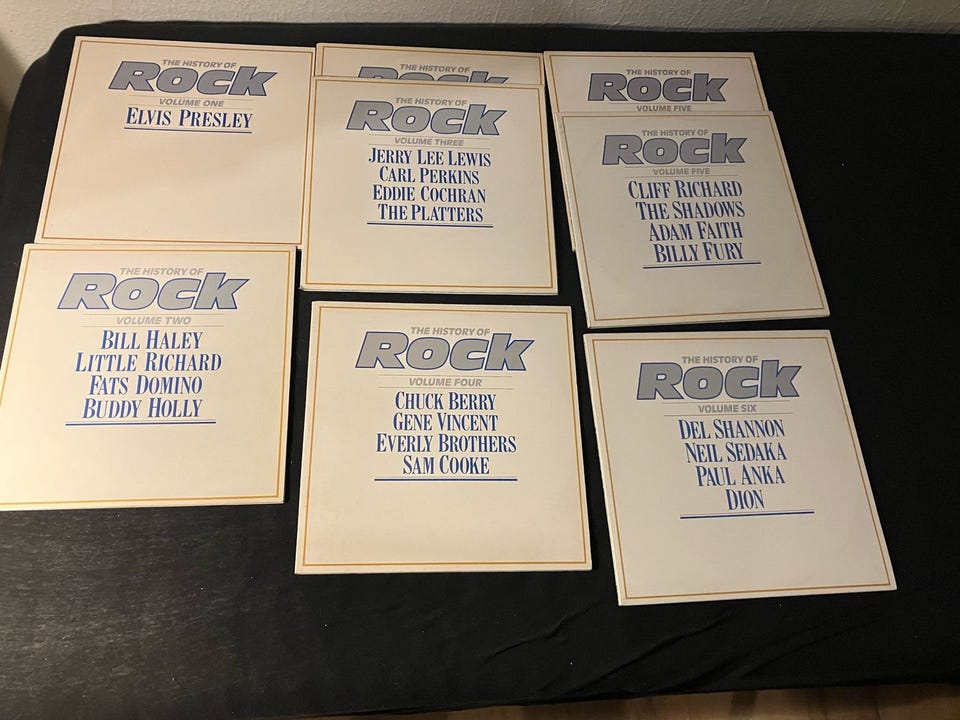 THE HISTORY OF
Rock
VOLUME ONE
ELVIS PRESLEY
THE HISTORY OF
Rock
THE HISTORY OF
Rock
VOLUME THREE
JERRY LEE LEWIS
CARL PERKINS
EDDIE COCHRAN
THE PLATTERS
THE HISTORY OF
Rock
VOLUME FIVE
THE HISTORY OF
Rock
VOLUME FIVE
CLIFF RICHARD
THE SHADOWS
ADAM FAITH
BILLY FURY
THE HISTORY OF
Rock
VOLUME TWO
BILL HALEY
LITTLE RICHARD
FATS DOMINO
BUDDY HOLLY
THE HISTORY OF
Rock
VOLUME FOUR
CHUCK BERRY
GENE VINCENT
EVERLY BROTHERS
SAM COOKE
THE HISTORY OF
Rock
VOLUME SIX
DEL SHANNON
NEIL SEDAKA
PAUL ANKA
DION